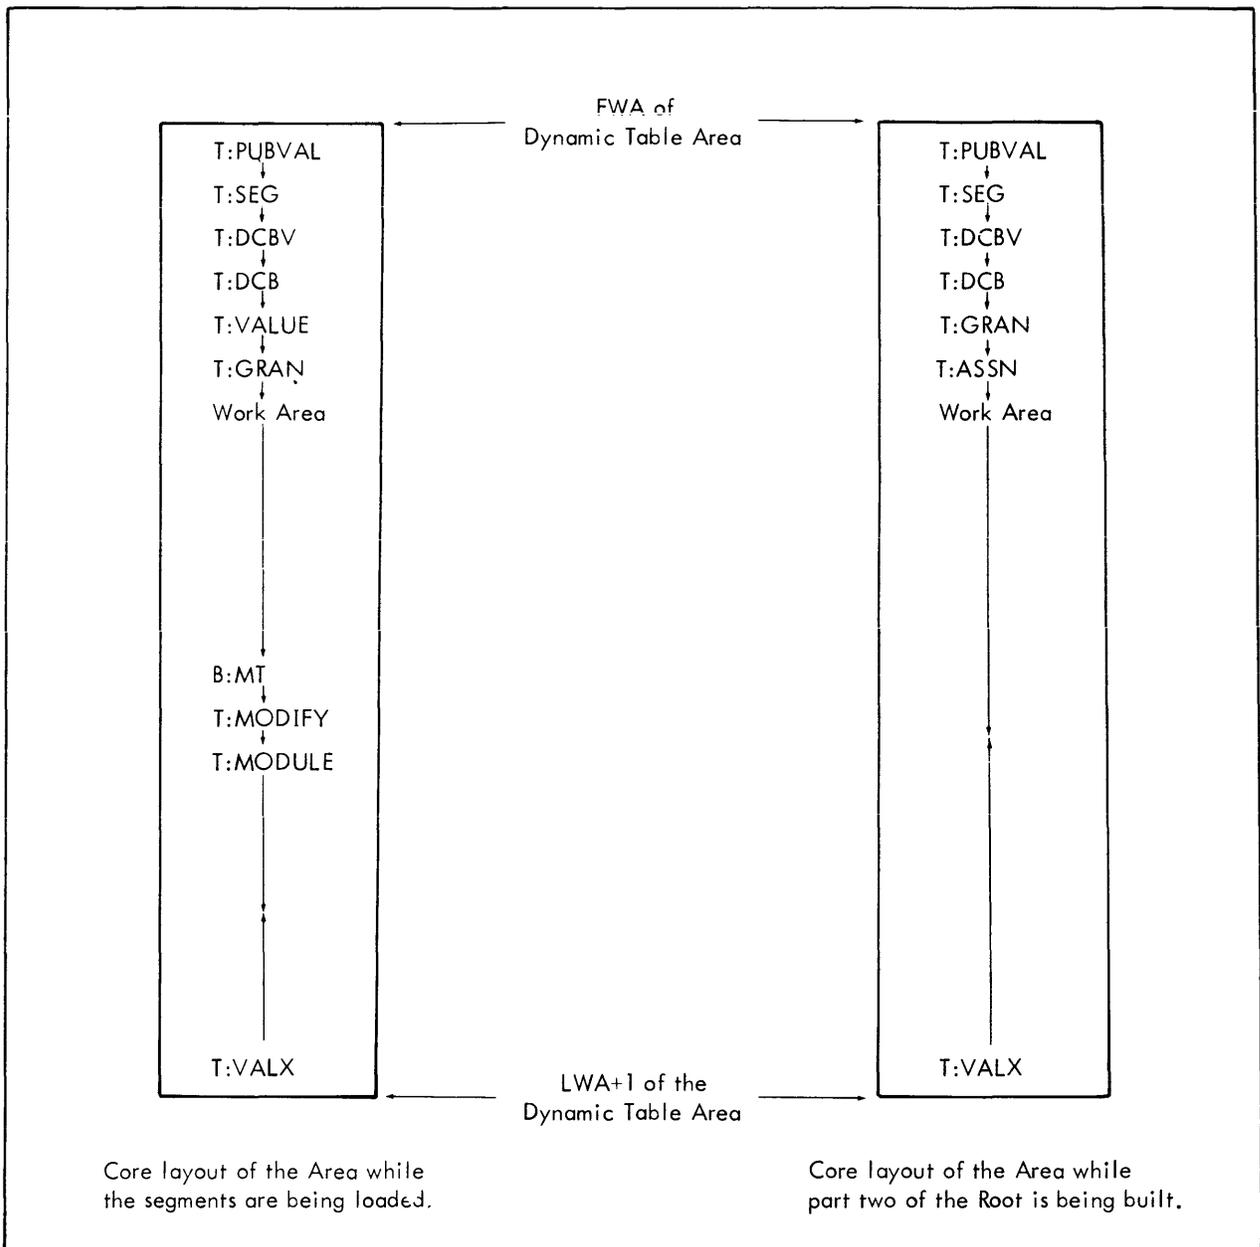 FWA of
Dynamic Table Area
T:PUBVAL
T:SEG
T:DCBV
T:DCB
T:VALUE
T:GRAN
Work Area
B:MT
T:MODIFY
T:MODULE
T:VALX
T:PUBVAL
T:SEG
T:DCBV
T:DCB
T:GRAN
T:ASSN
Work Area
T:VALX
LWA+1 of the
Dynamic Table Area
Core layout of the Area while
the segments are being loaded.
Core layout of the Area while
part two of the Root is being built.